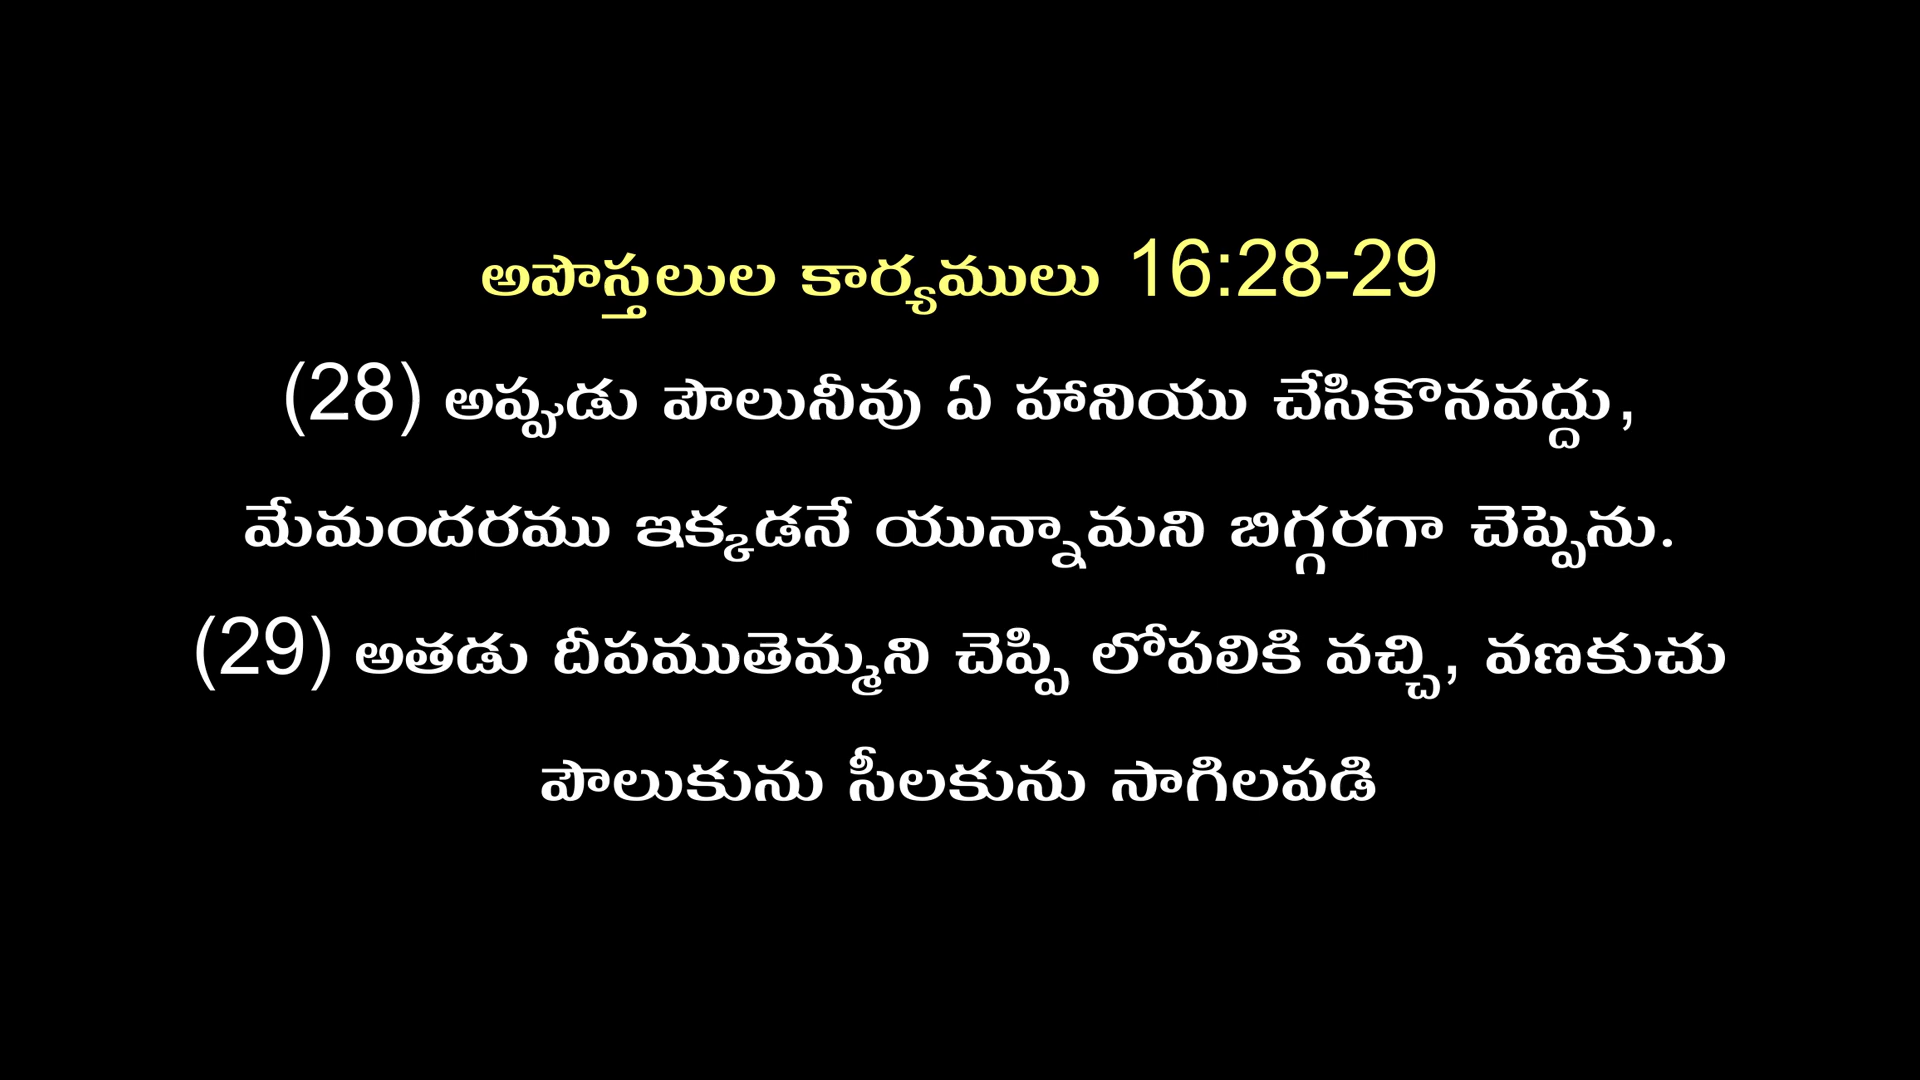 అపొస్తలుల కార్యములు 16:28-29
(28) అప్పుడు పౌలునీవు ఏ హానియు చేసికొనవద్దు,
మేమందరము ఇక్కడనే యున్నామని బిగ్గరగా చెప్పెను.
(29) అతడు దీపముతెమ్మని చెప్పి లోపలికి వచ్చి, వణకుచు
పౌలుకును సీలకును సాగిలపడి